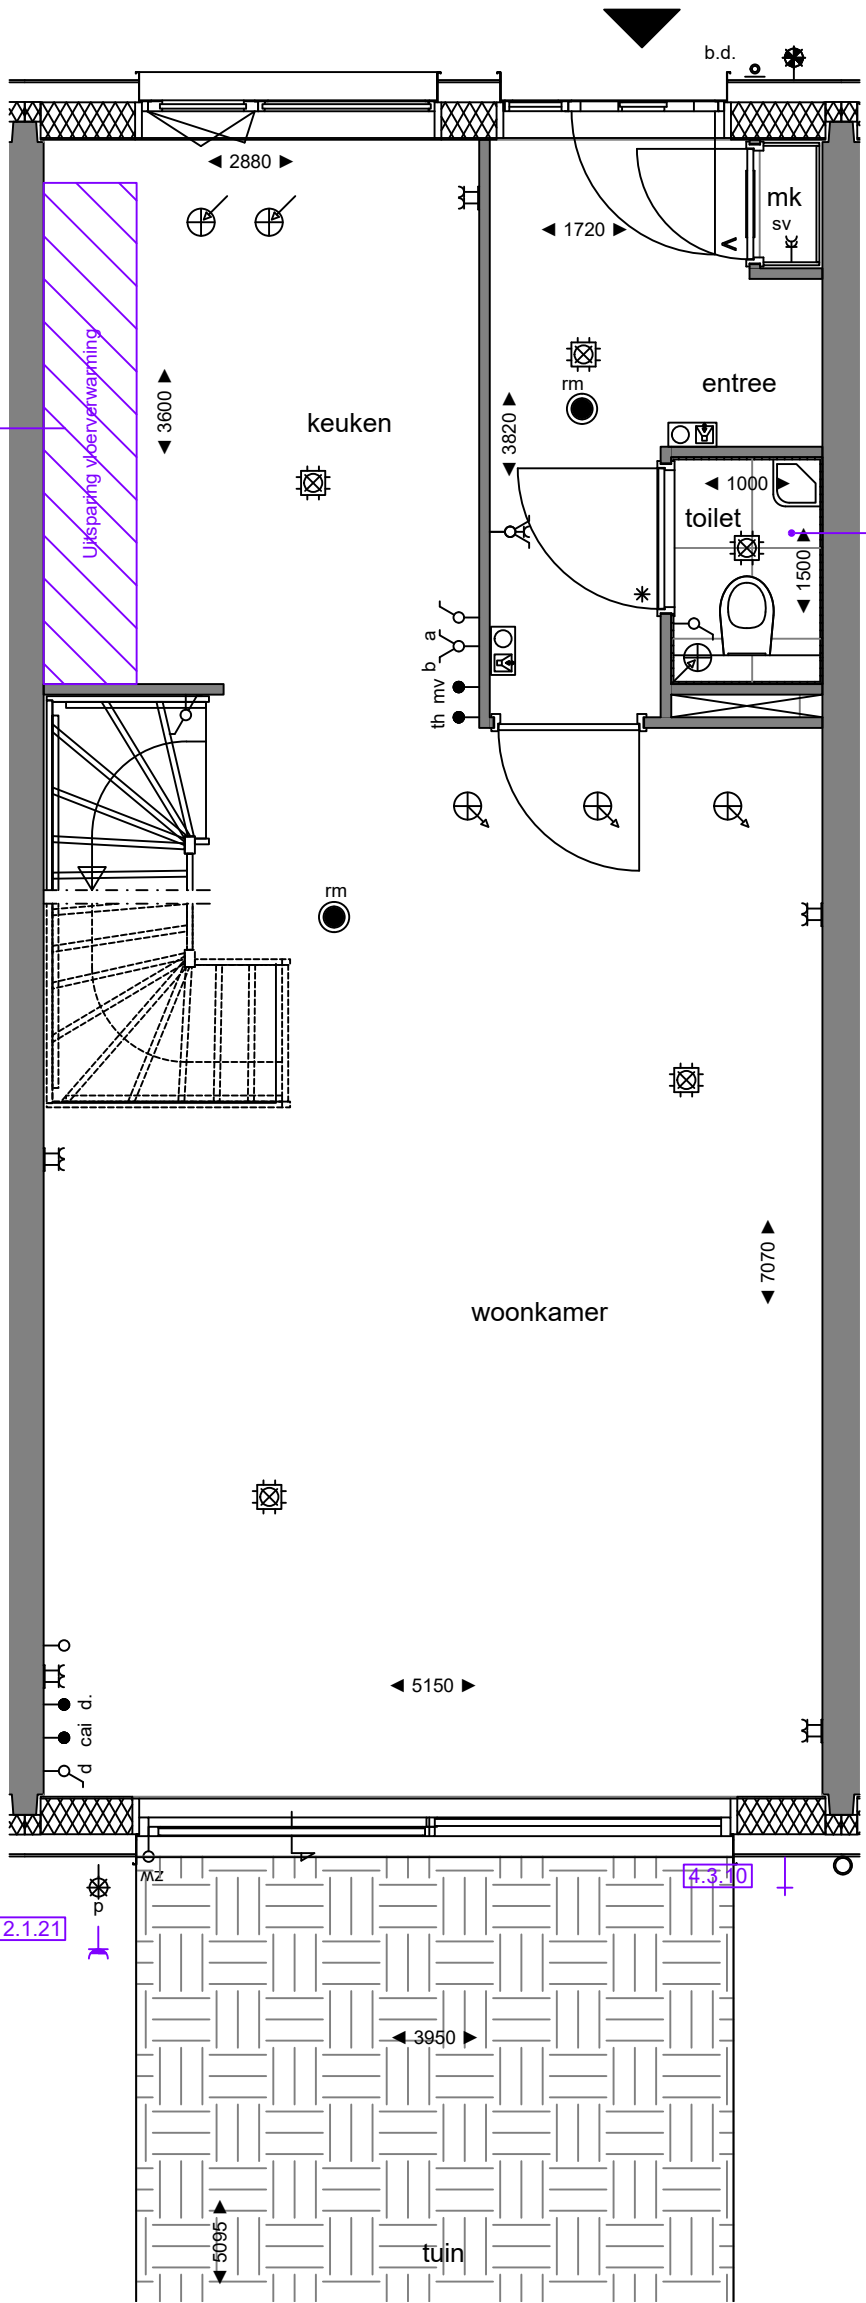 b.d.
2880
mk
sv
1720
Uitsparing vloerverwarming
3600
keuken
rm
entree
3820
1000
toilet
1500
a
b
mv
th
rm
7070
woonkamer
5150
d.
cai
d
wz
4.3.10
p
2.1.21
3950
5095
tuin